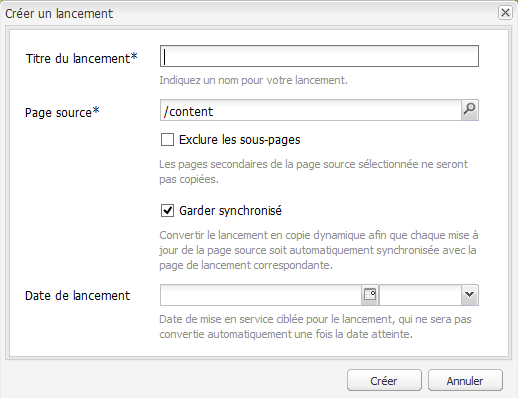 Créer un lancement
Titre du lancement*
Indiquez un nom pour votre lancement.
Page source*
/content
Exclure les sous-pages
Les pages secondaires de la page source sélectionnée ne seront
pas copiées.
Garder synchronisé
Convertir le lancement en copie dynamique afin que chaque mise à
jour de la page source soit automatiquement synchronisée avec la
page de lancement correspondante.
Date de lancement
Date de mise en service ciblée pour le lancement, qui ne sera pas
convertie automatiquement une fois la date atteinte.
Créer
Annuler